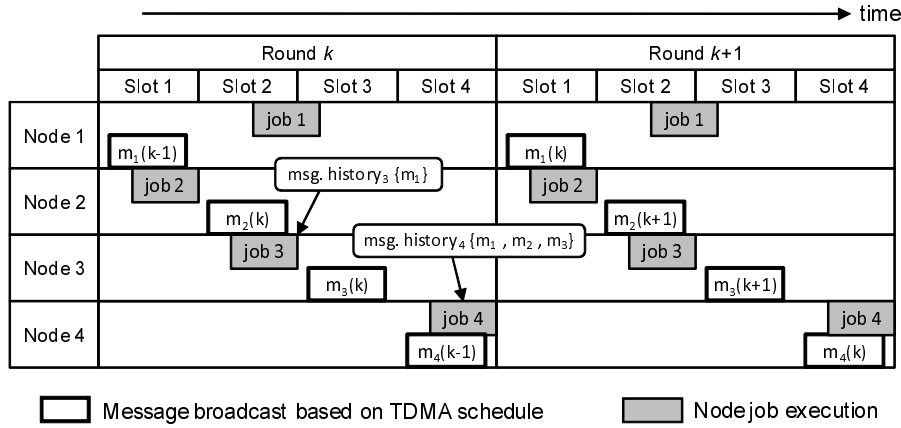 time
Round k Round k+1
Slot 1 Slot 2 Slot 3 Slot 4 Slot 1 Slot 2 Slot 3 Slot 4
Node 1 job 1 job 1
m₁(k-1) m₁(k)
msg. history₃ {m₁}
job 2 job 2
Node 2
m₂(k) m₂(k+1)
msg. history₄ {m₁ , m₂ , m₃}
job 3 job 3
Node 3
m₃(k) m₃(k+1)
job 4 job 4
Node 4
m₄(k-1) m₄(k)
Message broadcast based on TDMA schedule Node job execution